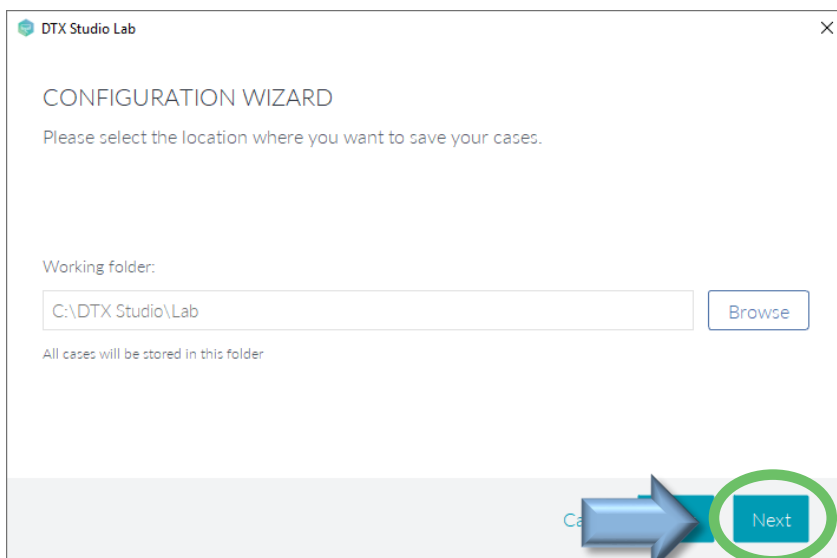 DTX Studio Lab
CONFIGURATION WIZARD
Please select the location where you want to save your cases.
Working folder:
C:\DTX Studio\Lab
Browse
All cases will be stored in this folder
Next